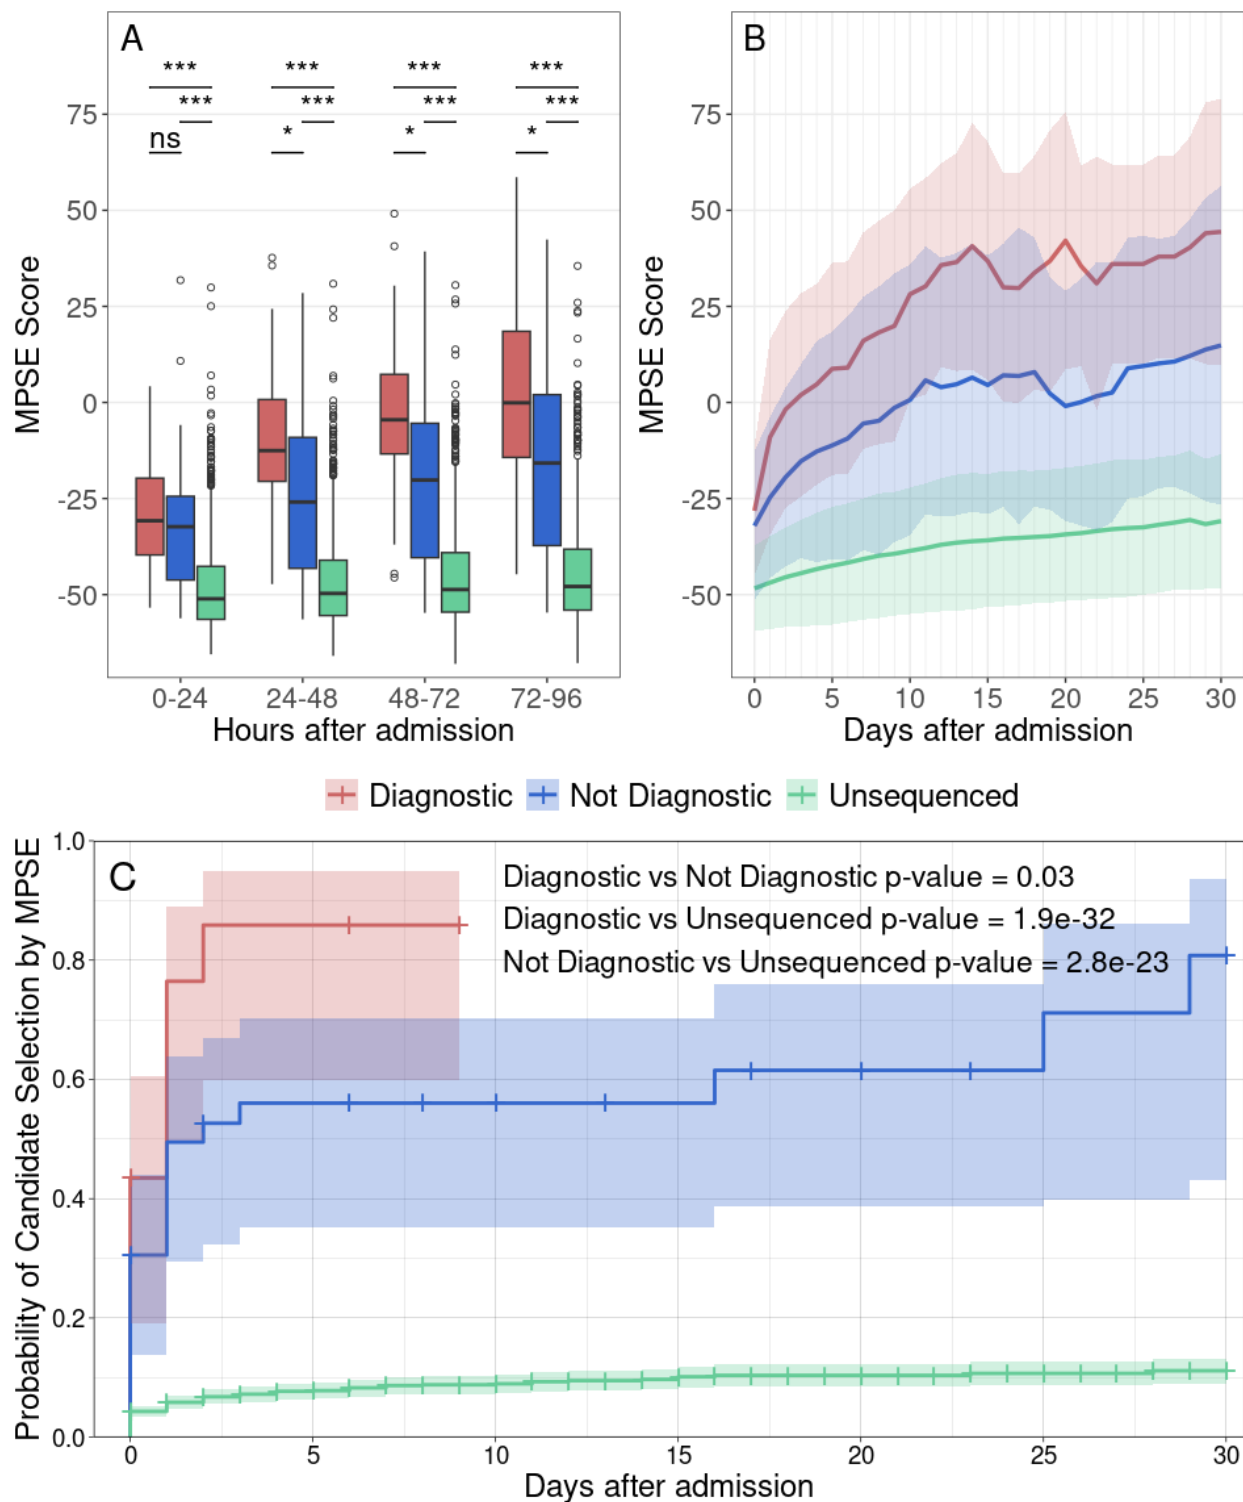 A
*** *** *** ***
*** *** *** ***
ns * * *
MPSE Score
75
50
25
0
-25
-50
0-24 24-48 48-72 72-96
Hours after admission
B
MPSE Score
75
50
25
0
-25
-50
0 5 10 15 20 25 30
Days after admission
Diagnostic Not Diagnostic Unsequenced
C
Diagnostic vs Not Diagnostic p-value = 0.03
Diagnostic vs Unsequenced p-value = 1.9e-32
Not Diagnostic vs Unsequenced p-value = 2.8e-23
Probability of Candidate Selection by MPSE
1.0
0.8
0.6
0.4
0.2
0.0
0 5 10 15 20 25 30
Days after admission